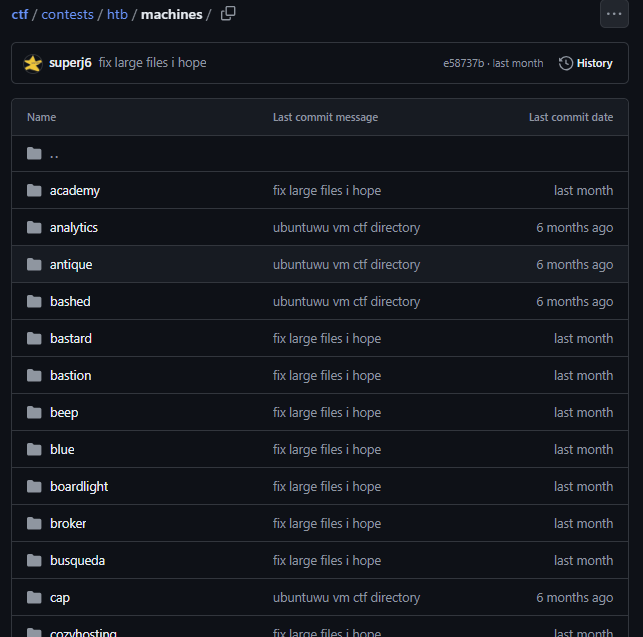 ctf / contests / htb / machines /
superj6 fix large files i hope e58737b · last month History
Name Last commit message Last commit date
..
academy fix large files i hope last month
analytics ubuntuwu vm ctf directory 6 months ago
antique ubuntuwu vm ctf directory 6 months ago
bashed ubuntuwu vm ctf directory 6 months ago
bastard fix large files i hope last month
bastion fix large files i hope last month
beep fix large files i hope last month
blue fix large files i hope last month
boardlight fix large files i hope last month
broker fix large files i hope last month
busqueda fix large files i hope last month
cap ubuntuwu vm ctf directory 6 months ago
cozyhosting fix large files i hope last month